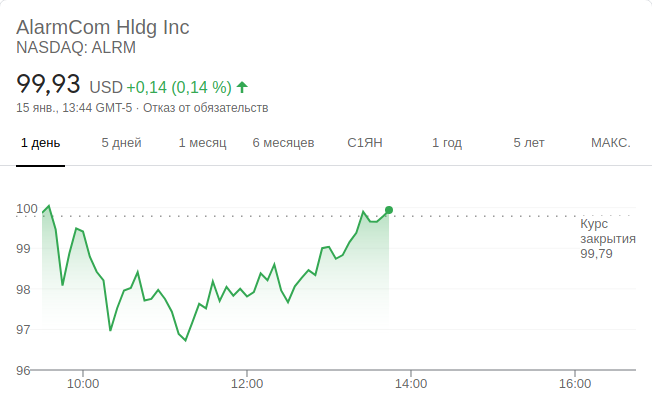 AlarmCom Hldg Inc
NASDAQ: ALRM
99,93 USD +0,14 (0,14 %)
15 янв., 13:44 GMT-5 · Отказ от обязательств
1 день 5 дней 1 месяц 6 месяцев С1ЯН 1 год 5 лет МАКС.
100
99
98
97
96
Курс
закрытия
99,79
10:00 12:00 14:00 16:00